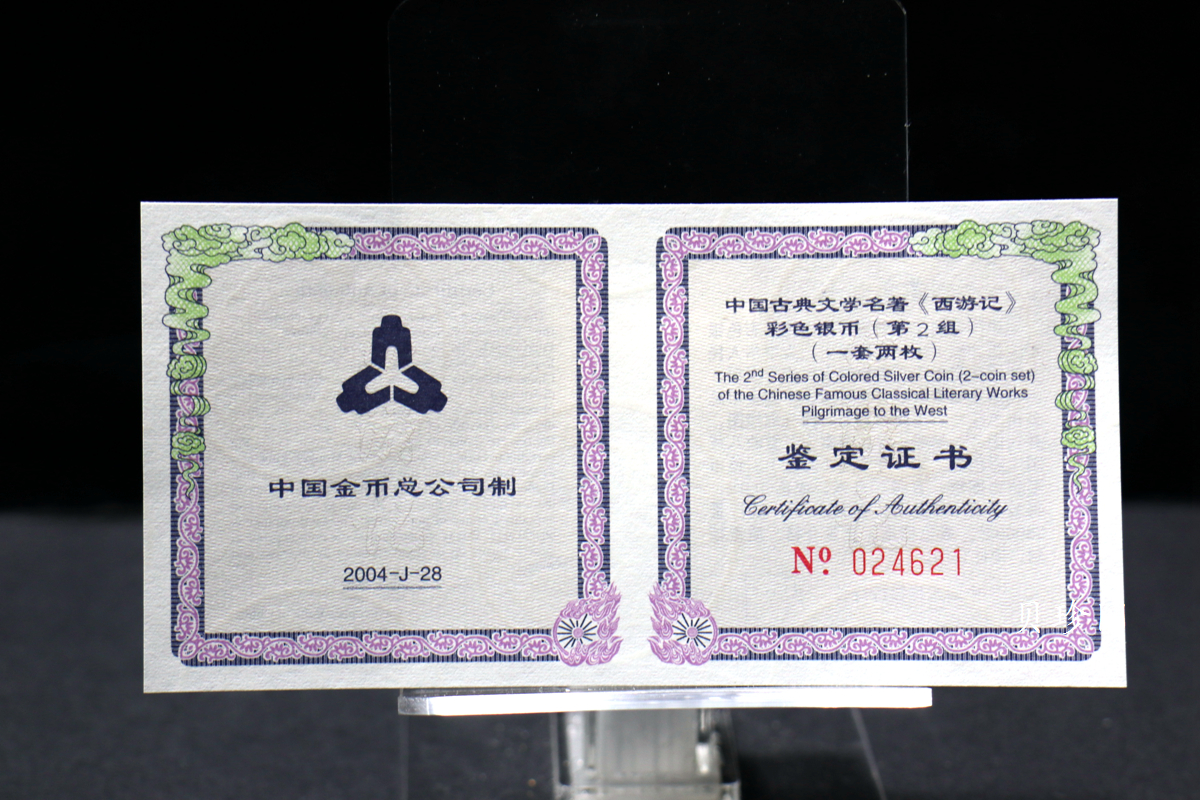 中国金币总公司制
2004-J-28
中国古典文学名著《西游记》
彩色银币（第2组）
（一套两枚）
The 2nd Series of Colored Silver Coin (2-coin set)
of the Chinese Famous Classical Literary Works
Pilgrimage to the West
鉴定证书
Certificate of Authenticity
Nº 024621